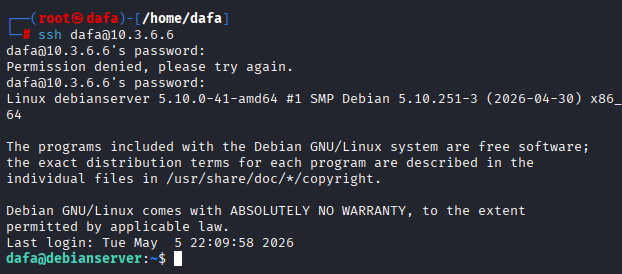 ┌──(root㉿dafa)-[/home/dafa]
└─# ssh dafa@10.3.6.6
dafa@10.3.6.6's password:
Permission denied, please try again.
dafa@10.3.6.6's password:
Linux debianserver 5.10.0-41-amd64 #1 SMP Debian 5.10.251-3 (2026-04-30) x86_
64
The programs included with the Debian GNU/Linux system are free software;
the exact distribution terms for each program are described in the
individual files in /usr/share/doc/*/copyright.
Debian GNU/Linux comes with ABSOLUTELY NO WARRANTY, to the extent
permitted by applicable law.
Last login: Tue May  5 22:09:58 2026
dafa@debianserver:~$